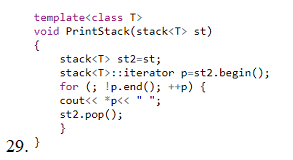 template<class T>
void PrintStack(stack<T> st)
{
stack<T> st2=st;
stack<T>::iterator p=st2.begin();
for (; !p.end(); ++p) {
cout<< *p<< " ";
st2.pop();
}
29. }